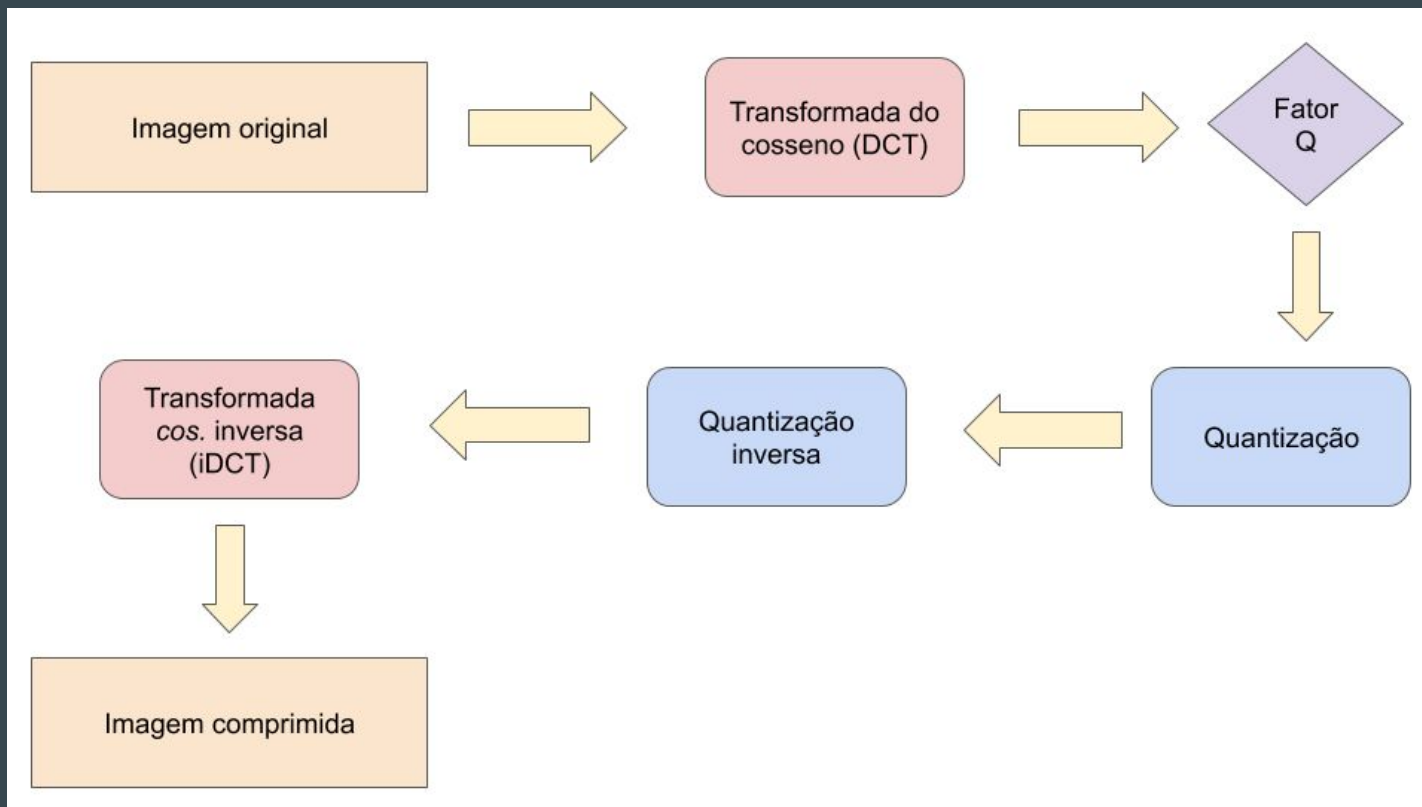 Imagem original
Transformada do
cosseno (DCT)
Fator
Q
Quantização
Quantização
inversa
Transformada
cos. inversa
(iDCT)
Imagem comprimida